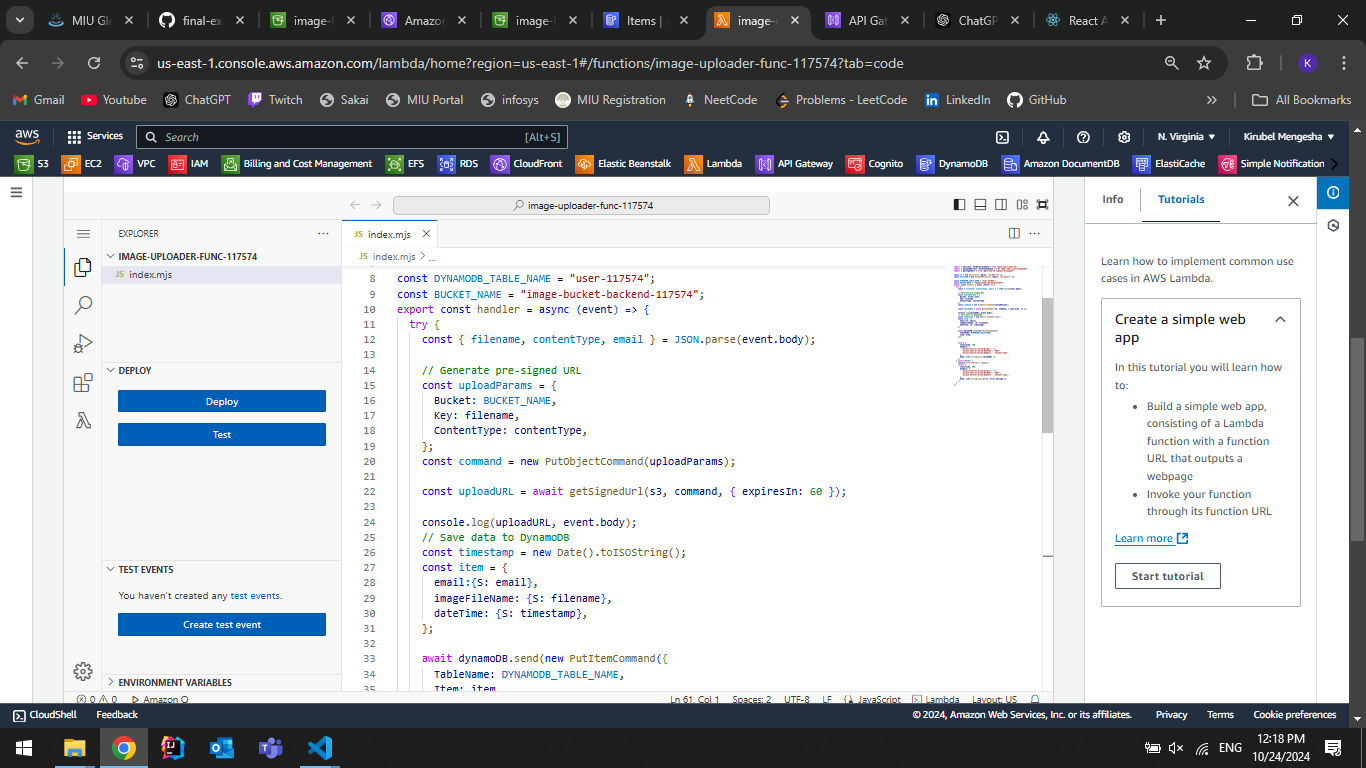 MIU Glo
final-ex
image-l
Amazon
image-l
Items | A
image-u
API Gat
ChatGP
React A
us-east-1.console.aws.amazon.com/lambda/home?region=us-east-1#/functions/image-uploader-func-117574?tab=code
K
Gmail
Youtube
ChatGPT
Twitch
Sakai
MIU Portal
infosys
MIU Registration
NeetCode
Problems - LeetCode
LinkedIn
GitHub
»
All Bookmarks
aws
Services
Search
[Alt+S]
N. Virginia
Kirubel Mengesha
S3
EC2
VPC
IAM
Billing and Cost Management
EFS
RDS
CloudFront
Elastic Beanstalk
Lambda
API Gateway
Cognito
DynamoDB
Amazon DocumentDB
ElastiCache
Simple Notification
image-uploader-func-117574
EXPLORER
IMAGE-UPLOADER-FUNC-117574
JS index.mjs
DEPLOY
Deploy
Test
TEST EVENTS
You haven't created any test events.
Create test event
ENVIRONMENT VARIABLES
JS index.mjs
JS index.mjs > ...
8 const DYNAMODB_TABLE_NAME = "user-117574";
9 const BUCKET_NAME = "image-bucket-backend-117574";
10 export const handler = async (event) => {
11 try {
12 const { filename, contentType, email } = JSON.parse(event.body);
13
14 // Generate pre-signed URL
15 const uploadParams = {
16 Bucket: BUCKET_NAME,
17 Key: filename,
18 ContentType: contentType,
19 };
20 const command = new PutObjectCommand(uploadParams);
21
22 const uploadURL = await getSignedUrl(s3, command, { expiresIn: 60 });
23
24 console.log(uploadURL, event.body);
25 // Save data to DynamoDB
26 const timestamp = new Date().toISOString();
27 const item = {
28 email:{S: email},
29 imageFileName: {S: filename},
30 dateTime: {S: timestamp},
31 };
32
33 await dynamoDB.send(new PutItemCommand({
34 TableName: DYNAMODB_TABLE_NAME,
35 Item: item
0 0
Amazon Q
Ln 61, Col 1
Spaces: 2
UTF-8
LF
JavaScript
Lambda
Layout: US
Info
Tutorials
Learn how to implement common use
cases in AWS Lambda.
Create a simple web
app
In this tutorial you will learn how
to:
• Build a simple web app,
consisting of a Lambda
function with a function
URL that outputs a
webpage
• Invoke your function
through its function URL
Learn more
Start tutorial
CloudShell
Feedback
© 2024, Amazon Web Services, Inc. or its affiliates.
Privacy
Terms
Cookie preferences
ENG
12:18 PM
10/24/2024